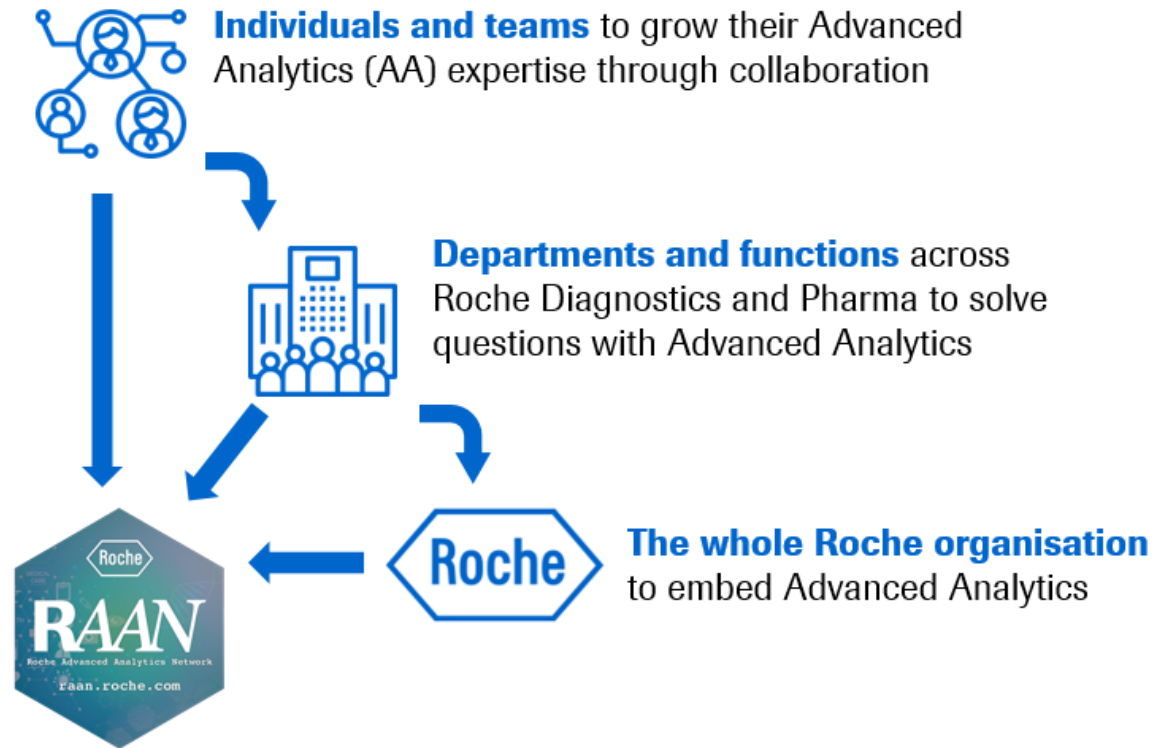 Individuals and teams to grow their Advanced
Analytics (AA) expertise through collaboration
Departments and functions across
Roche Diagnostics and Pharma to solve
questions with Advanced Analytics
Roche
The whole Roche organisation
to embed Advanced Analytics
Roche
RAAN
Roche Advanced Analytics Network
raan.roche.com